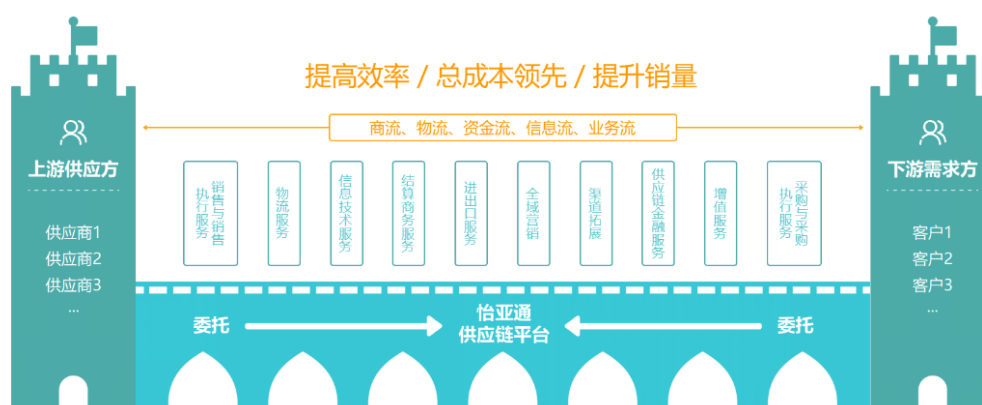 提高效率 / 总成本领先 / 提升销量
商流、物流、资金流、信息流、业务流
上游供应方
供应商1
供应商2
供应商3
...
销售与销售
执行服务
物流服务
信息技术服务
结算商务服务
进出口服务
全域营销
渠道拓展
供应链金融服务
增值服务
采购与采购
执行服务
下游需求方
客户1
客户2
客户3
...
委托
怡亚通
供应链平台
委托